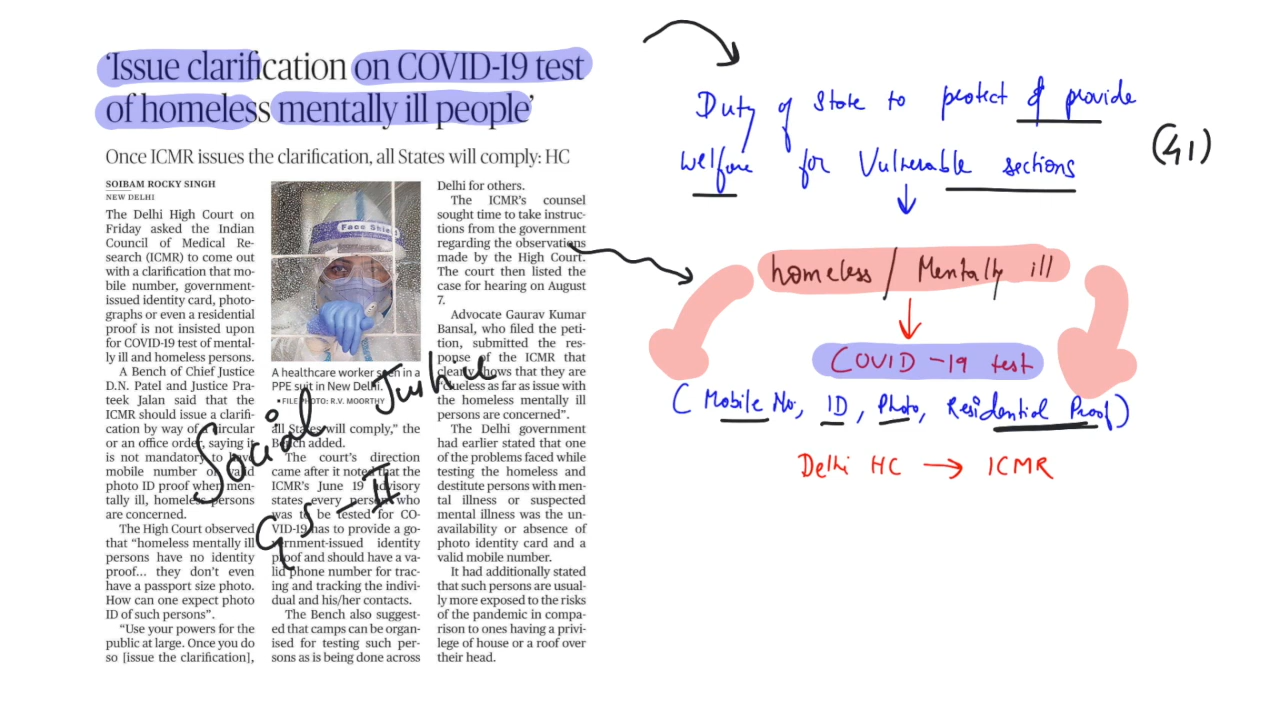 ‘Issue clarification on COVID-19 test
of homeless mentally ill people’
Once ICMR issues the clarification, all States will comply: HC
SOIBAM ROCKY SINGH
NEW DELHI
The Delhi High Court on
Friday asked the Indian
Council of Medical Re-
search (ICMR) to come out
with a clarification that mo-
bile number, government-
issued identity card, photo-
graphs or even a residential
proof is not insisted upon
for COVID-19 test of mental-
ly ill and homeless persons.
A Bench of Chief Justice
D.N. Patel and Justice Pra-
teek Jalan said that the
ICMR should issue a clarifi-
cation by way of a circular
or an office order, saying it
is not mandatory to have
mobile number or valid
photo ID proof when men-
tally ill, homeless persons
are concerned.
The High Court observed
that “homeless mentally ill
persons have no identity
proof... they don’t even
have a passport size photo.
How can one expect photo
ID of such persons”.
“Use your powers for the
public at large. Once you do
so [issue the clarification],
Face Shield
A healthcare worker seen in a
PPE suit in New Delhi.
▪ FILE PHOTO: R.V. MOORTHY
all States will comply,” the
Bench added.
The court’s direction
came after it noted that the
ICMR’s June 19 advisory
states every person who
was to be tested for CO-
VID-19 has to provide a go-
vernment-issued identity
proof and should have a va-
lid phone number for trac-
ing and tracking the indivi-
dual and his/her contacts.
The Bench also suggest-
ed that camps can be organ-
ised for testing such per-
sons as is being done across
Delhi for others.
The ICMR’s counsel
sought time to take instruc-
tions from the government
regarding the observations
made by the High Court.
The court then listed the
case for hearing on August
7.
Advocate Gaurav Kumar
Bansal, who filed the peti-
tion, submitted the res-
ponse of the ICMR that
clearly shows that they are
“clueless as far as issue with
the homeless mentally ill
persons are concerned”.
The Delhi government
had earlier stated that one
of the problems faced while
testing the homeless and
destitute persons with men-
tal illness or suspected
mental illness was the un-
availability or absence of
photo identity card and a
valid mobile number.
It had additionally stated
that such persons are usual-
ly more exposed to the risks
of the pandemic in compa-
rison to ones having a privi-
lege of house or a roof over
their head.
Social Justice
GS-II
Duty of State to protect & provide
welfare for Vulnerable sections
(41)
homeless / Mentally ill
COVID-19 test
(Mobile No, ID, Photo, Residential Proof)
Delhi HC → ICMR